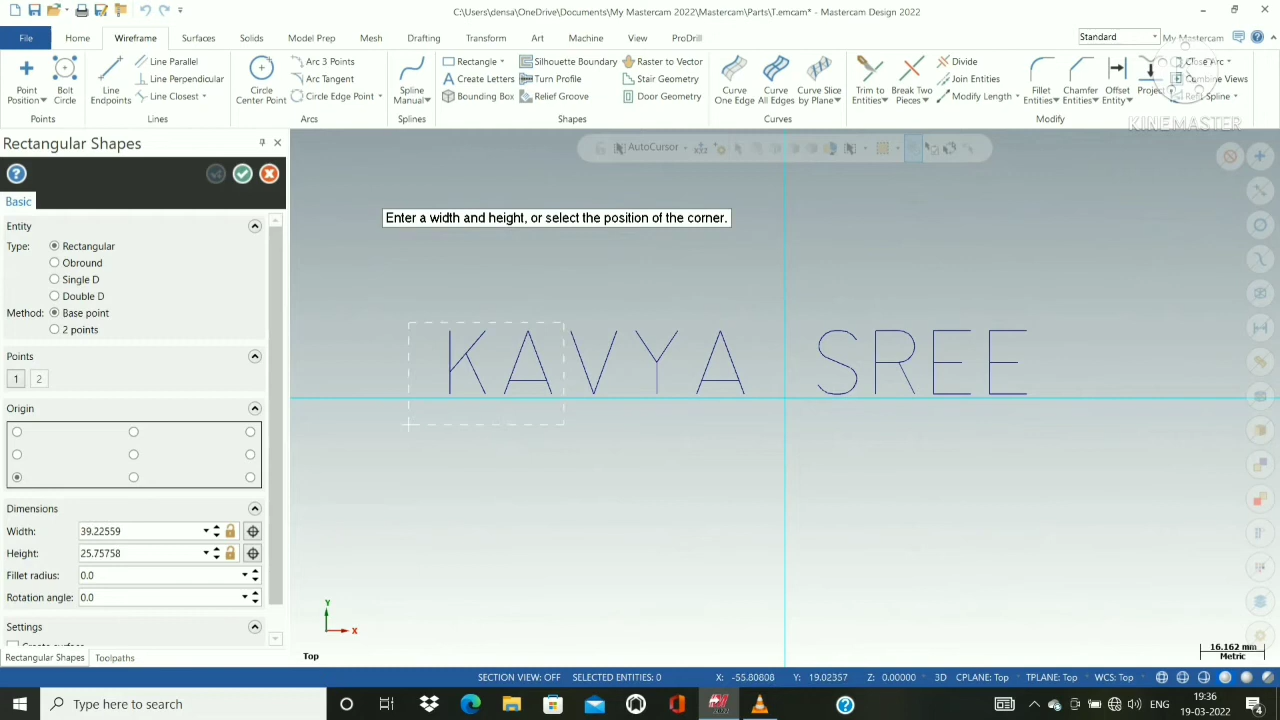 C:\Users\densa\OneDrive\Documents\My Mastercam 2022\Mastercam\Parts\T.emcam* - Mastercam Design 2022
File Home Wireframe Surfaces Solids Model Prep Mesh Drafting Transform Art Machine View ProDrill Standard My Mastercam
Point Position
Bolt Circle
Points
Line Endpoints
Line Parallel
Line Perpendicular
Line Closest
Lines
Circle Center Point
Arc 3 Points
Arc Tangent
Circle Edge Point
Arcs
Spline Manual
Splines
Rectangle
Create Letters
Bounding Box
Silhouette Boundary
Turn Profile
Relief Groove
Raster to Vector
Stair Geometry
Door Geometry
Shapes
Curve One Edge
Curve All Edges
Curve Slice by Plane
Curves
Trim to Entities
Break Two Pieces
Divide
Join Entities
Modify Length
Fillet Entities
Chamfer Entities
Offset Entity
Project
Close Arc
Combine Views
Refit Spline
Modify
KINEMASTER
Rectangular Shapes
Basic
Entity
Type: Rectangular
Obround
Single D
Double D
Method: Base point
2 points
Points
1 2
Origin
Dimensions
Width: 39.22559
Height: 25.75758
Fillet radius: 0.0
Rotation angle: 0.0
Settings
Rectangular Shapes Toolpaths
AutoCursor
Enter a width and height, or select the position of the corner.
KAVYA SREE
Y
X
Top
16.162 mm
Metric
SECTION VIEW: OFF SELECTED ENTITIES: 0 X: -55.80808 Y: 19.02357 Z: 0.00000 3D CPLANE: Top TPLANE: Top WCS: Top
Type here to search
19:36
19-03-2022
4